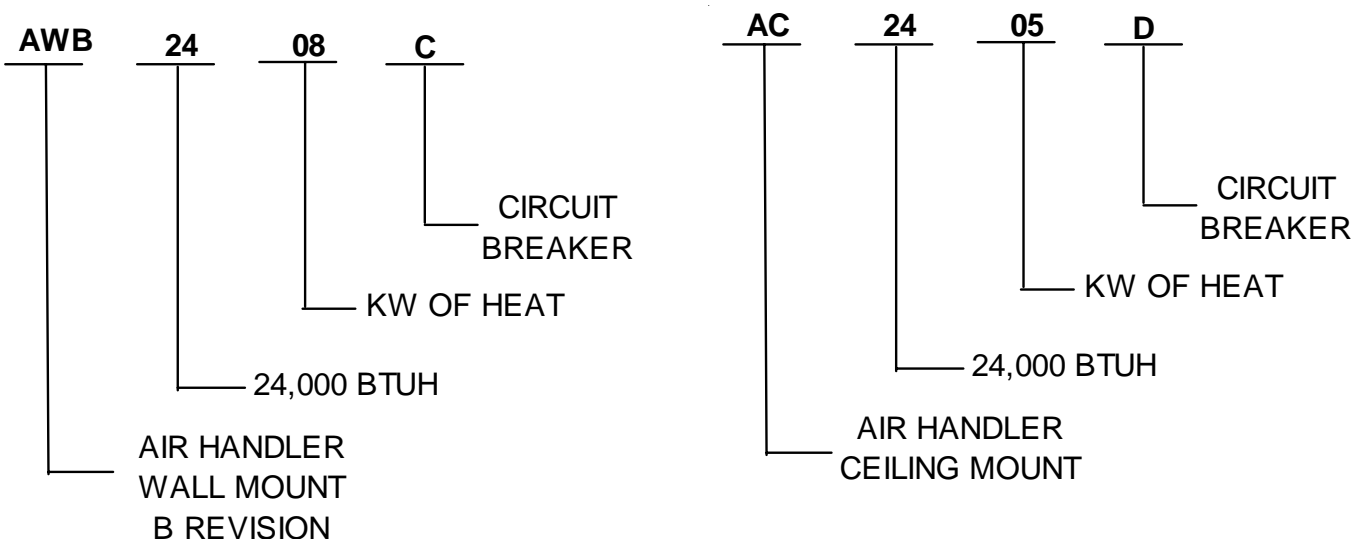 AWB 24 08 C
CIRCUIT
BREAKER
KW OF HEAT
24,000 BTUH
AIR HANDLER
WALL MOUNT
B REVISION
AC 24 05 D
CIRCUIT
BREAKER
KW OF HEAT
24,000 BTUH
AIR HANDLER
CEILING MOUNT